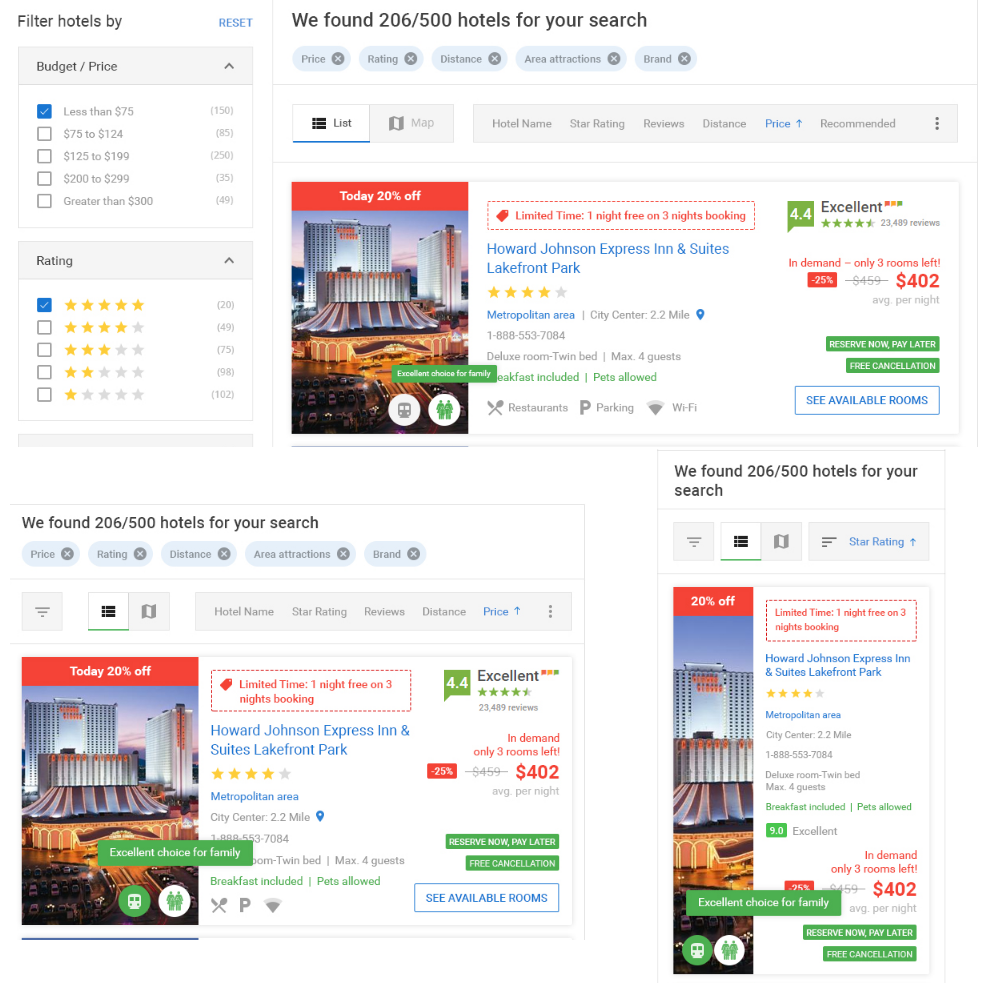 Filter hotels by
RESET
Budget / Price
Less than $75 (150)
$75 to $124 (85)
$125 to $199 (250)
$200 to $299 (35)
Greater than $300 (49)
Rating
(20)
(49)
(75)
(98)
(102)
We found 206/500 hotels for your search
Price Rating Distance Area attractions Brand
List Map
Hotel Name Star Rating Reviews Distance Price ↑ Recommended
Today 20% off
Limited Time: 1 night free on 3 nights booking
Howard Johnson Express Inn & Suites
Lakefront Park
Metropolitan area | City Center: 2.2 Mile
1-888-553-7084
Deluxe room-Twin bed | Max. 4 guests
Excellent choice for family
eakfast included | Pets allowed
Restaurants P Parking Wi-Fi
4.4 Excellent
23,489 reviews
In demand – only 3 rooms left!
-25% $459 $402
avg. per night
RESERVE NOW, PAY LATER
FREE CANCELLATION
SEE AVAILABLE ROOMS
We found 206/500 hotels for your search
Price Rating Distance Area attractions Brand
Hotel Name Star Rating Reviews Distance Price ↑
Today 20% off
Limited Time: 1 night free on 3
nights booking
Howard Johnson Express Inn &
Suites Lakefront Park
Metropolitan area
City Center: 2.2 Mile
1-888-553-7084
Excellent choice for family
oom-Twin bed | Max. 4 guests
Breakfast included | Pets allowed
P
4.4 Excellent
23,489 reviews
In demand
only 3 rooms left!
-25% $459 $402
avg. per night
RESERVE NOW, PAY LATER
FREE CANCELLATION
SEE AVAILABLE ROOMS
We found 206/500 hotels for your
search
Star Rating ↑
20% off
Limited Time: 1 night free on 3
nights booking
Howard Johnson Express Inn
& Suites Lakefront Park
Metropolitan area
City Center: 2.2 Mile
1-888-553-7084
Deluxe room-Twin bed
Max. 4 guests
Breakfast included | Pets allowed
9.0 Excellent
In demand
only 3 rooms left!
-25% $459 $402
Excellent choice for family
avg. per night
RESERVE NOW, PAY LATER
FREE CANCELLATION